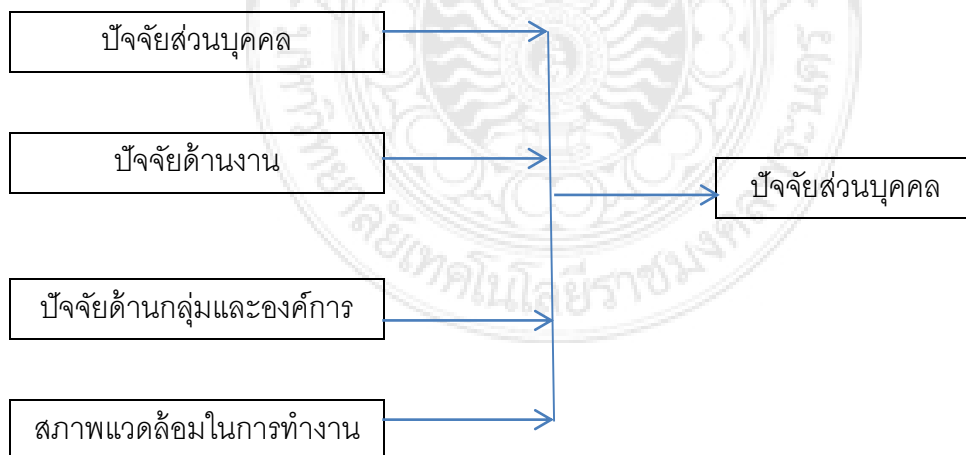 ปัจจัยส่วนบุคคล
ปัจจัยด้านงาน
ปัจจัยส่วนบุคคล
ปัจจัยด้านกลุ่มและองค์การ
สภาพแวดล้อมในการทำงาน